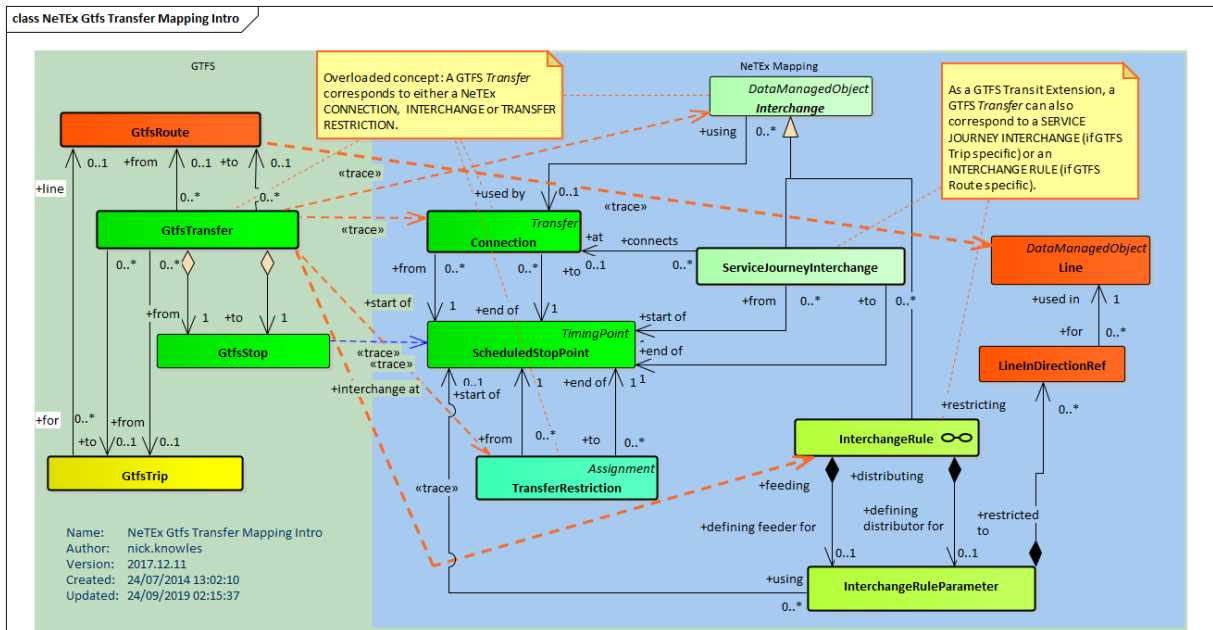 class NeTEx Gtfs Transfer Mapping Intro
GTFS
NeTEx Mapping
Overloaded concept: A GTFS Transfer
corresponds to either a NeTEx
CONNECTION, INTERCHANGE or TRANSFER
RESTRICTION.
As a GTFS Transit Extension, a
GTFS Transfer can also
correspond to a SERVICE
JOURNEY INTERCHANGE (if GTFS
Trip specific) or an
INTERCHANGE RULE (if GTFS
Route specific).
DataManagedObject
Interchange
GtfsRoute
+using
0..*
0..1
+from
0..1
+to
0..1
«trace»
+line
0..*
0..*
+used by
0..1
«trace»
GtfsTransfer
«trace»
Transfer
Connection
+at
0..1
+connects
0..*
ServiceJourneyInterchange
DataManagedObject
Line
0..*
0..*
+from
0..*
0..*
+to
+from
0..*
+to
0..*
+used in
1
+start of
1
+end of
1
+from
1
+to
1
+start of
+for
0..*
GtfsStop
«trace»
«trace»
TimingPoint
ScheduledStopPoint
+end of
1
LineInDirectionRef
+interchange at
0..1
+start of
1
+end of
1
0..*
+restricting
+for
0..*
+from
+to
0..1
0..1
+from
0..*
+to
0..*
InterchangeRule
GtfsTrip
Assignment
TransferRestriction
«trace»
+feeding
+distributing
+defining feeder for
+defining
distributor for
+restricted
to
0..1
0..1
Name: NeTEx Gtfs Transfer Mapping Intro
Author: nick.knowles
Version: 2017.12.11
Created: 24/07/2014 13:02:10
Updated: 24/09/2019 02:15:37
+using
0..*
InterchangeRuleParameter